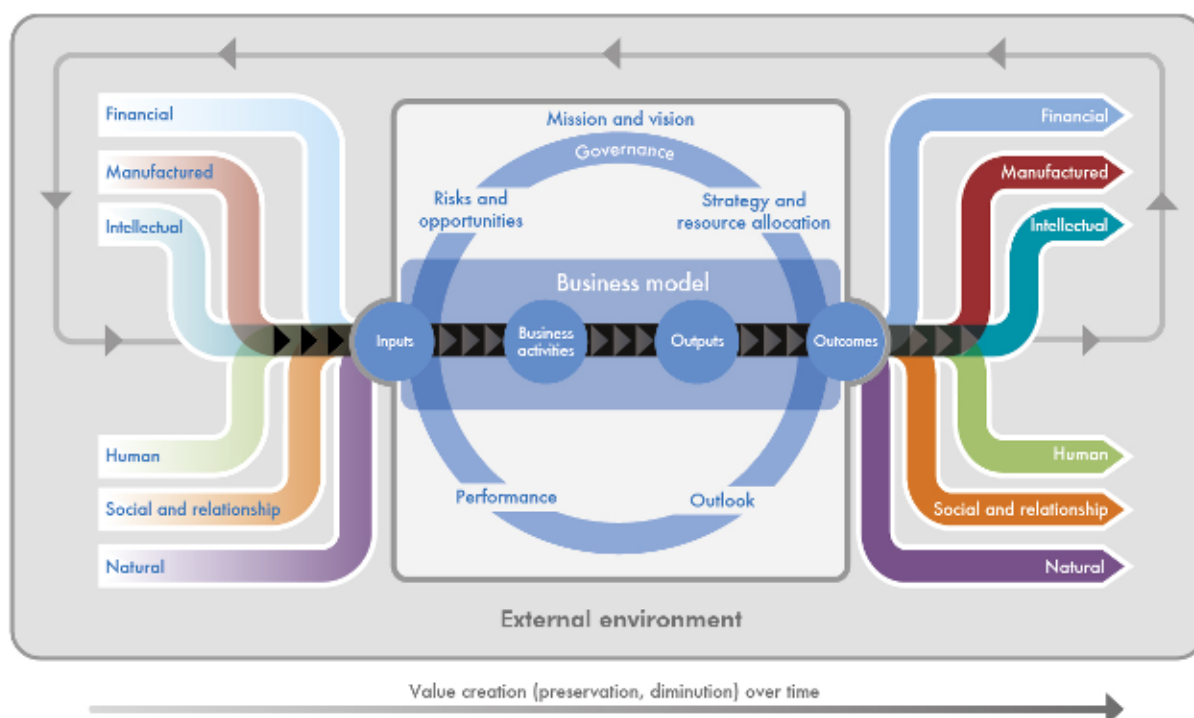 Financial
Manufactured
Intellectual
Human
Social and relationship
Natural
Mission and vision
Governance
Risks and
opportunities
Strategy and
resource allocation
Business model
Inputs
Business
activities
Outputs
Outcomes
Performance
Outlook
Financial
Manufactured
Intellectual
Human
Social and relationship
Natural
External environment
Value creation (preservation, diminution) over time